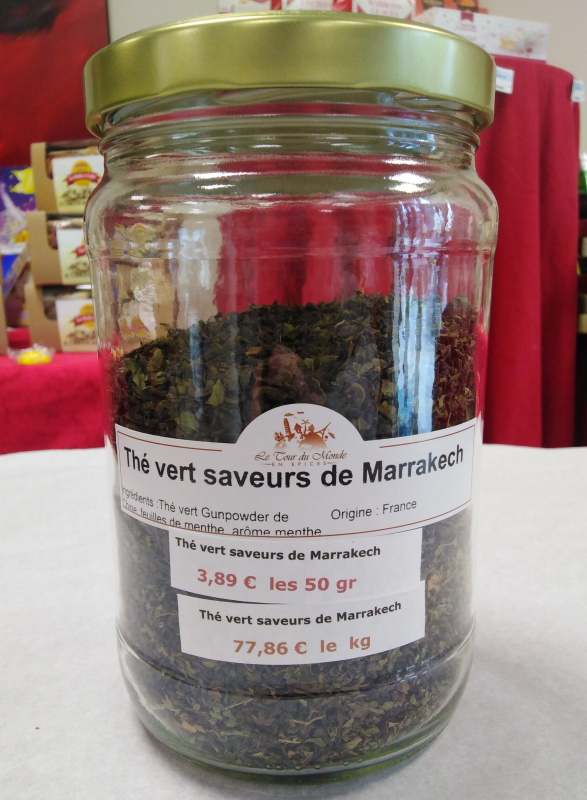 Le Tour du Monde
EN EPICES
Thé vert saveurs de Marrakech
Ingrédients :Thé vert Gunpowder de
Chine, feuilles de menthe, arôme menthe
Origine : France
Thé vert saveurs de Marrakech
3,89 € les 50 gr
Thé vert saveurs de Marrakech
77,86 € le kg